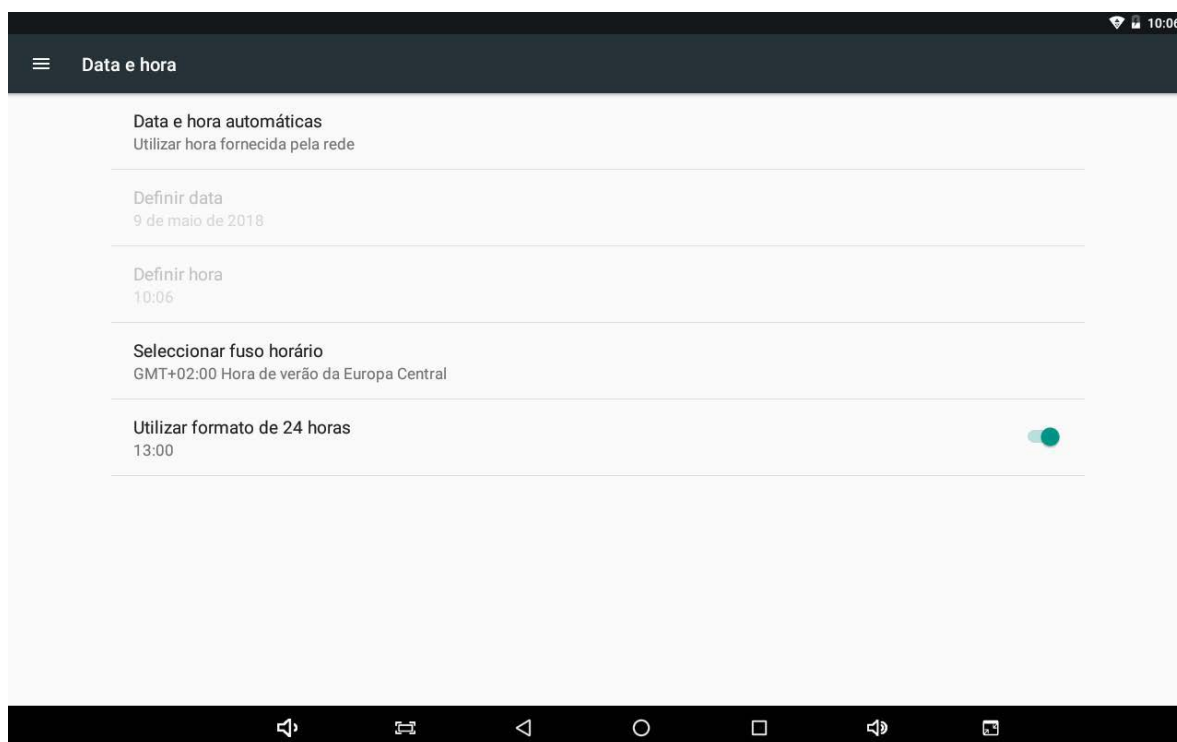 10:06
Data e hora
Data e hora automáticas
Utilizar hora fornecida pela rede
Definir data
9 de maio de 2018
Definir hora
10:06
Seleccionar fuso horário
GMT+02:00 Hora de verão da Europa Central
Utilizar formato de 24 horas
13:00